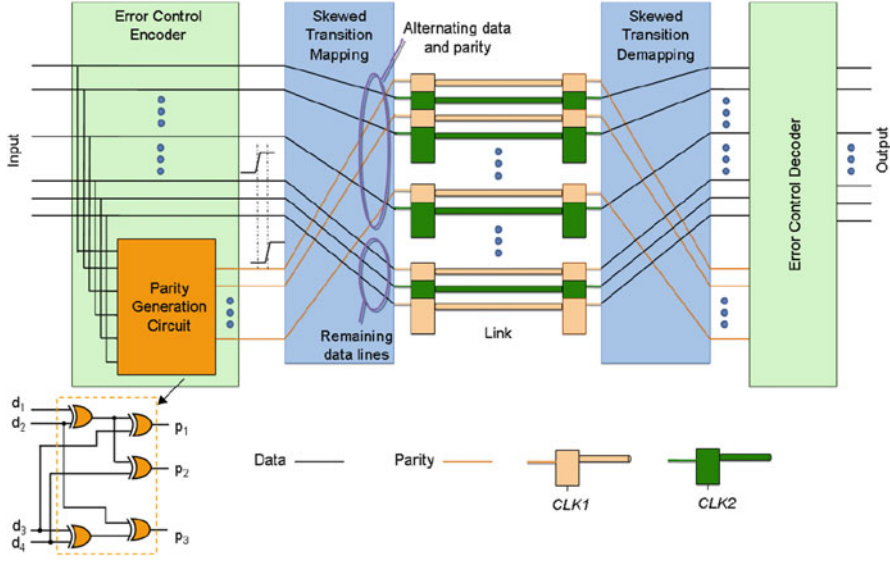 Error Control
Encoder
Skewed
Transition
Mapping
Alternating data
and parity
Skewed
Transition
Demapping
Input
Error Control Decoder
Output
Parity
Generation
Circuit
Remaining
data lines
Link
d1
d2
d3
d4
p1
p2
p3
Data
Parity
CLK1
CLK2